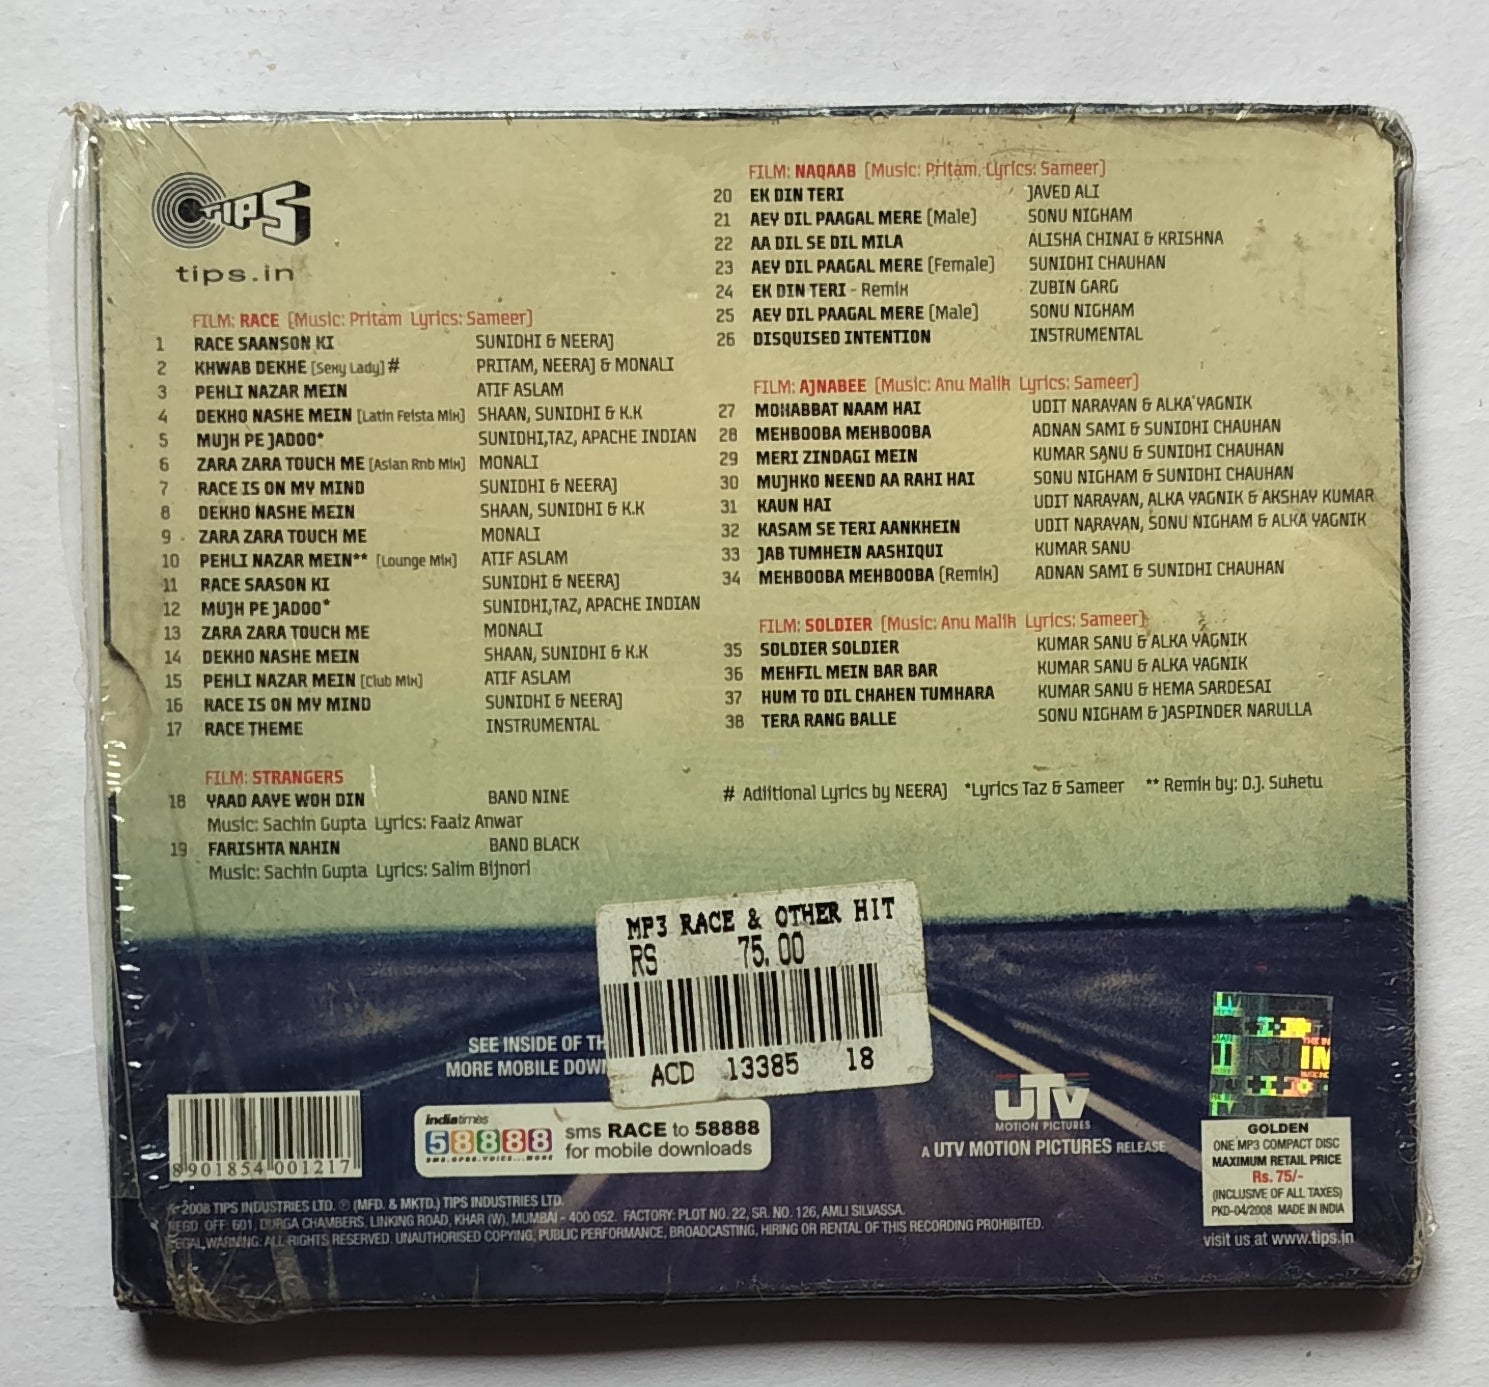 TIPS
tips.in
FILM: RACE [Music: Pritam Lyrics: Sameer]
1 RACE SAANSON KI SUNIDHI & NEERAJ
2 KHWAB DEKHE [Sexy Lady] # PRITAM, NEERAJ & MONALI
3 PEHLI NAZAR MEIN ATIF ASLAM
4 DEKHO NASHE MEIN [Latin Feista Mix] SHAAN, SUNIDHI & K.K
5 MUJH PE JADOO* SUNIDHI,TAZ, APACHE INDIAN
6 ZARA ZARA TOUCH ME [Asian Rnb Mix] MONALI
7 RACE IS ON MY MIND SUNIDHI & NEERAJ
8 DEKHO NASHE MEIN SHAAN, SUNIDHI & K.K
9 ZARA ZARA TOUCH ME MONALI
10 PEHLI NAZAR MEIN** [Lounge Mix] ATIF ASLAM
11 RACE SAASON KI SUNIDHI & NEERAJ
12 MUJH PE JADOO* SUNIDHI,TAZ, APACHE INDIAN
13 ZARA ZARA TOUCH ME MONALI
14 DEKHO NASHE MEIN SHAAN, SUNIDHI & K.K
15 PEHLI NAZAR MEIN [Club Mix] ATIF ASLAM
16 RACE IS ON MY MIND SUNIDHI & NEERAJ
17 RACE THEME INSTRUMENTAL
FILM: STRANGERS
18 YAAD AAYE WOH DIN BAND NINE
Music: Sachin Gupta Lyrics: Faaiz Anwar
19 FARISHTA NAHIN BAND BLACK
Music: Sachin Gupta Lyrics: Salim Bijnori
FILM: NAQAAB [Music: Pritam, Lyrics: Sameer]
20 EK DIN TERI JAVED ALI
21 AEY DIL PAAGAL MERE [Male] SONU NIGHAM
22 AA DIL SE DIL MILA ALISHA CHINAI & KRISHNA
23 AEY DIL PAAGAL MERE [Female] SUNIDHI CHAUHAN
24 EK DIN TERI - Remix ZUBIN GARG
25 AEY DIL PAAGAL MERE [Male] SONU NIGHAM
26 DISQUISED INTENTION INSTRUMENTAL
FILM: AJNABEE [Music: Anu Malik Lyrics: Sameer]
27 MOHABBAT NAAM HAI UDIT NARAYAN & ALKA YAGNIK
28 MEHBOOBA MEHBOOBA ADNAN SAMI & SUNIDHI CHAUHAN
29 MERI ZINDAGI MEIN KUMAR SANU & SUNIDHI CHAUHAN
30 MUJHKO NEEND AA RAHI HAI SONU NIGHAM & SUNIDHI CHAUHAN
31 KAUN HAI UDIT NARAYAN, ALKA YAGNIK & AKSHAY KUMAR
32 KASAM SE TERI AANKHEIN UDIT NARAYAN, SONU NIGHAM & ALKA YAGNIK
33 JAB TUMHEIN AASHIQUI KUMAR SANU
34 MEHBOOBA MEHBOOBA [Remix] ADNAN SAMI & SUNIDHI CHAUHAN
FILM: SOLDIER [Music: Anu Malik Lyrics: Sameer]
35 SOLDIER SOLDIER KUMAR SANU & ALKA YAGNIK
36 MEHFIL MEIN BAR BAR KUMAR SANU & ALKA YAGNIK
37 HUM TO DIL CHAHEN TUMHARA KUMAR SANU & HEMA SARDESAI
38 TERA RANG BALLE SONU NIGHAM & JASPINDER NARULLA
# Adiitional Lyrics by NEERAJ *Lyrics Taz & Sameer ** Remix by: D.J. Suketu
MP3 RACE & OTHER HIT
RS 75.00
ACD 13385 18
SEE INSIDE OF TH
MORE MOBILE DOWN
indiatimes
58888
SMS.GPRS.VOICE...MORE
sms RACE to 58888
for mobile downloads
8 901854 001217
UTV
MOTION PICTURES
A UTV MOTION PICTURES RELEASE
GOLDEN
ONE MP3 COMPACT DISC
MAXIMUM RETAIL PRICE
Rs. 75/-
(INCLUSIVE OF ALL TAXES)
PKD-04/2008 MADE IN INDIA
visit us at www.tips.in
2008 TIPS INDUSTRIES LTD. ℗ (MFD. & MKTD.) TIPS INDUSTRIES LTD.
REGD OFF: 601, DURGA CHAMBERS, LINKING ROAD, KHAR (W), MUMBAI - 400 052. FACTORY: PLOT NO. 22, SR. NO. 126, AMLI SILVASSA.
LEGAL WARNING: ALL RIGHTS RESERVED. UNAUTHORISED COPYING, PUBLIC PERFORMANCE, BROADCASTING, HIRING OR RENTAL OF THIS RECORDING PROHIBITED.